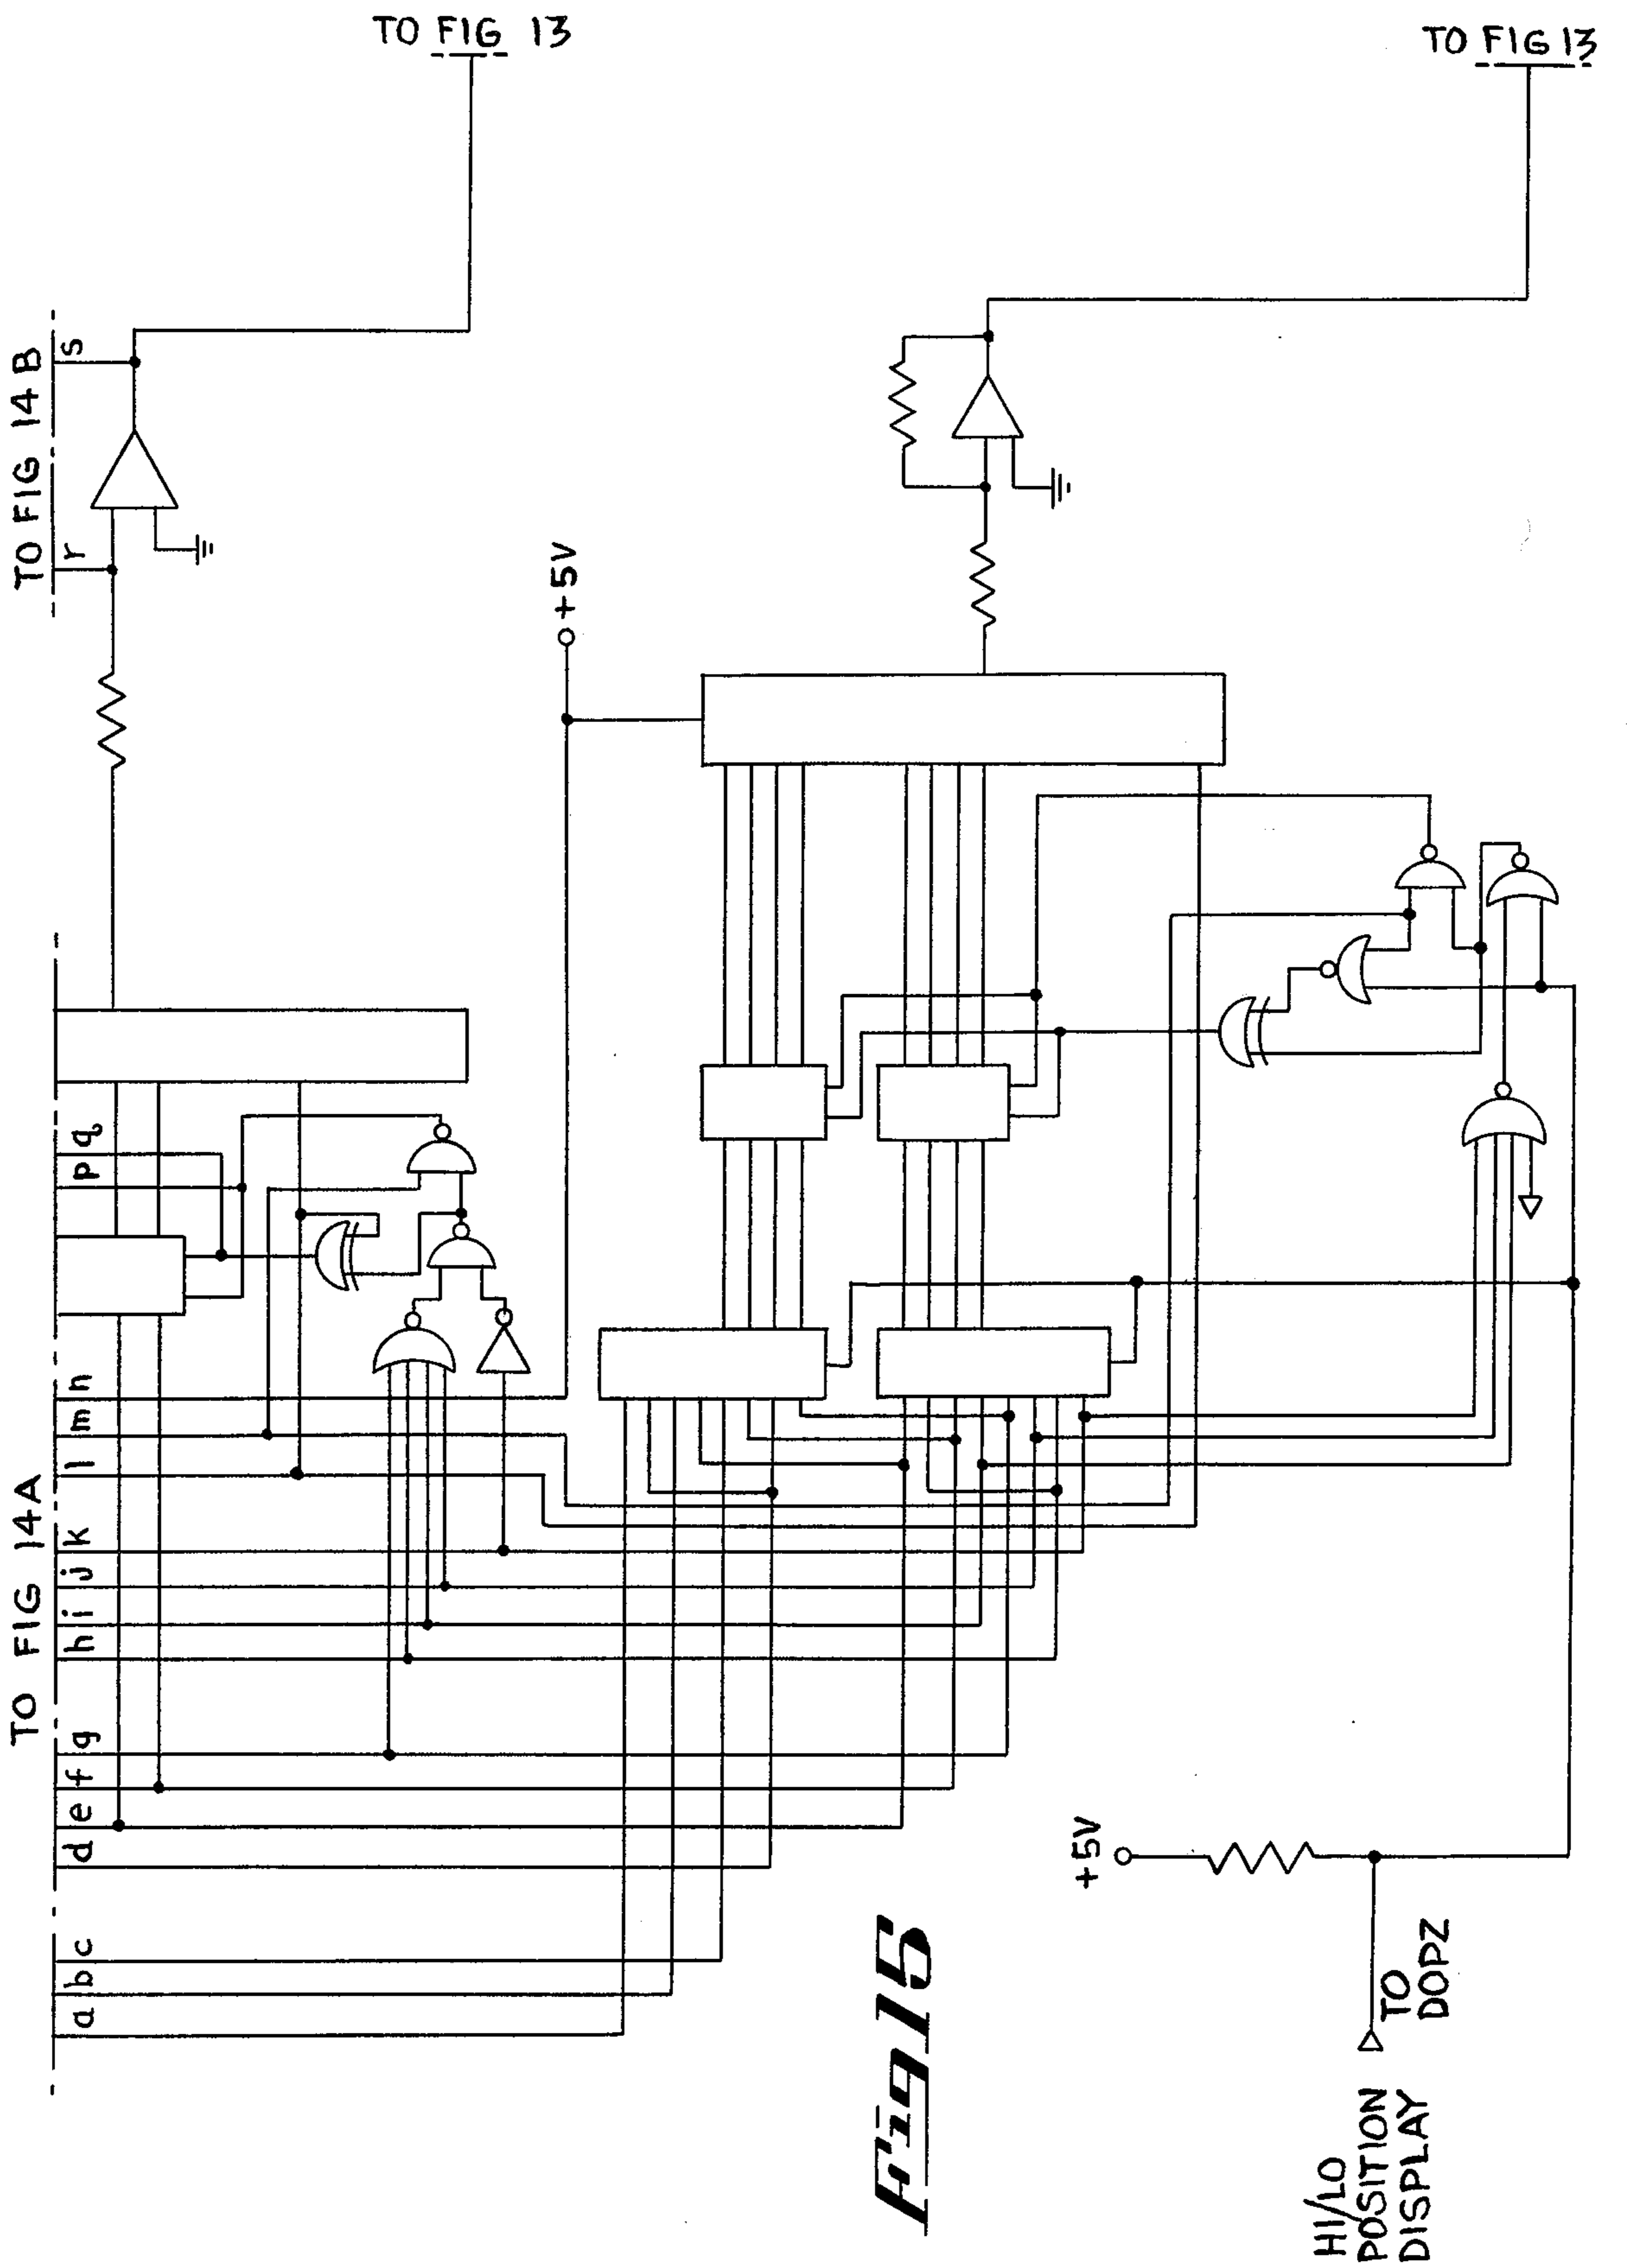 TO FIG 14A
a b c d e f g h i j k l m n p q
TO FIG 14B
r s
TO FIG 13
+5V
Fig 15
+5V
HI/LO
POSITION
DISPLAY
TO
DOPZ
TO FIG 13